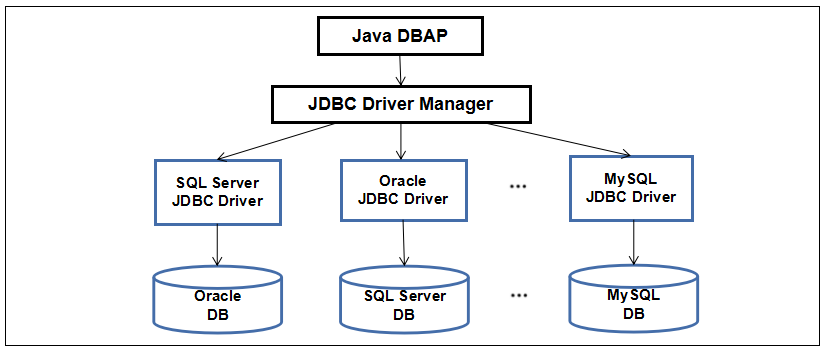 Java DBAP
JDBC Driver Manager
SQL Server
JDBC Driver
Oracle
JDBC Driver
...
MySQL
JDBC Driver
Oracle
DB
SQL Server
DB
...
MySQL
DB